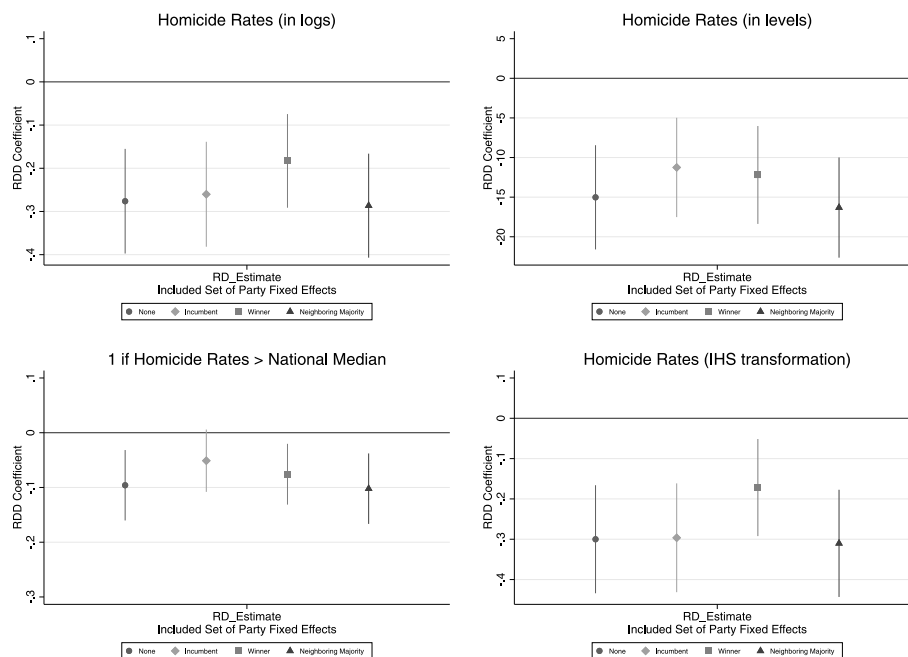 Homicide Rates (in logs)
RDD Coefficient
.1
0
-.1
-.2
-.3
-.4
RD_Estimate
Included Set of Party Fixed Effects
None Incumbent Winner Neighboring Majority
Homicide Rates (in levels)
RDD Coefficient
5
0
-5
-10
-15
-20
RD_Estimate
Included Set of Party Fixed Effects
None Incumbent Winner Neighboring Majority
1 if Homicide Rates > National Median
RDD Coefficient
.1
0
-.1
-.2
-.3
RD_Estimate
Included Set of Party Fixed Effects
None Incumbent Winner Neighboring Majority
Homicide Rates (IHS transformation)
RDD Coefficient
.1
0
-.1
-.2
-.3
-.4
RD_Estimate
Included Set of Party Fixed Effects
None Incumbent Winner Neighboring Majority